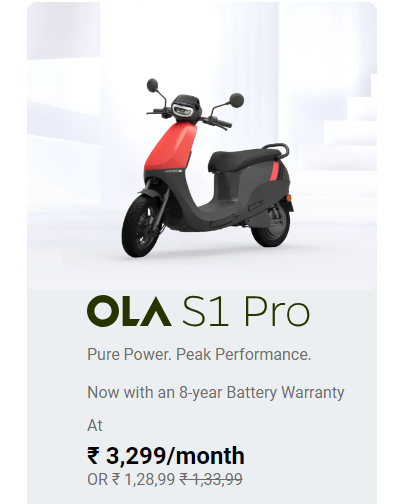 OLA S1 Pro
Pure Power. Peak Performance.
Now with an 8-year Battery Warranty
At
₹ 3,299/month
OR ₹ 1,28,99 ₹ 1,33,99